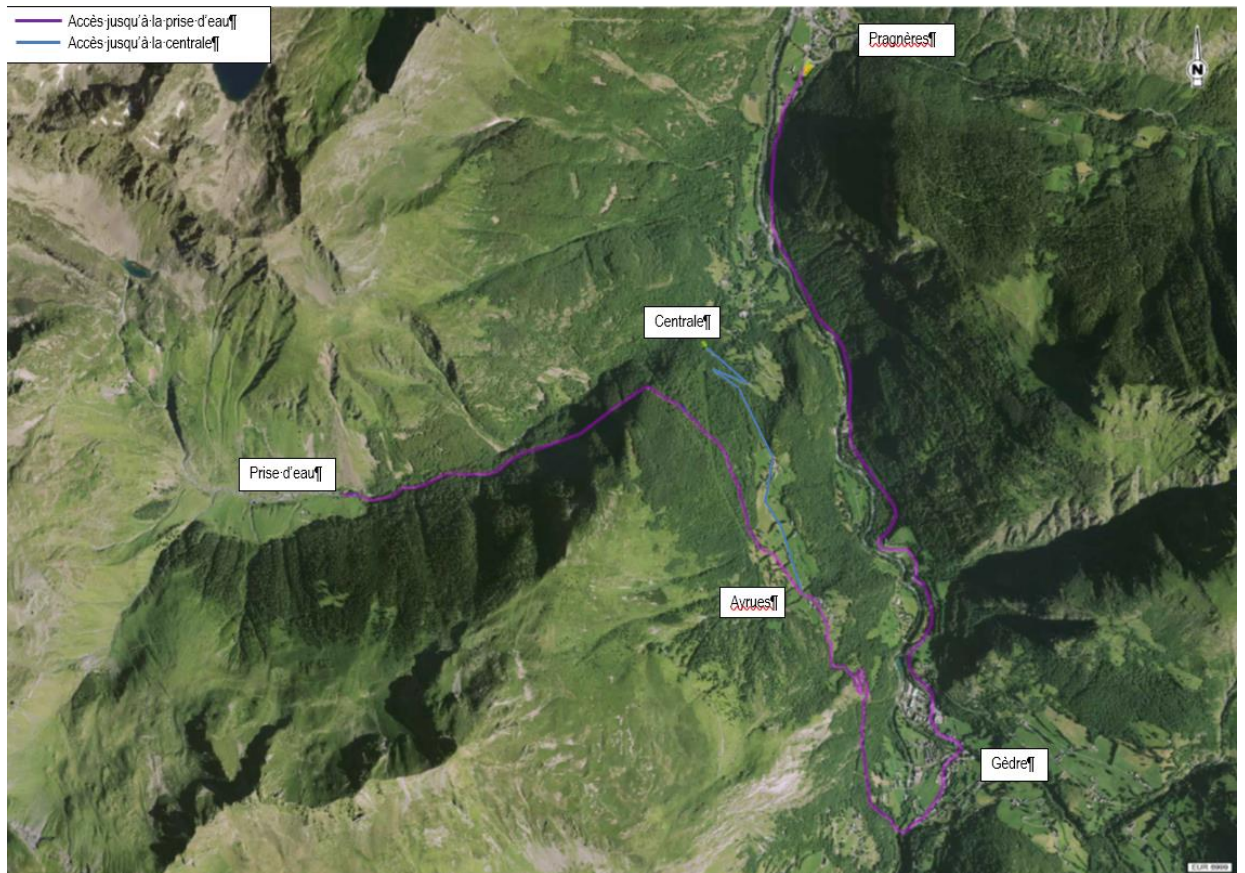 Accès·jusqu'à·la·prise·d'eau¶
Accès·jusqu'à·la·centrale¶
Pragnères¶
N
Centrale¶
Prise·d'eau¶
Ayrues¶
Gèdre¶